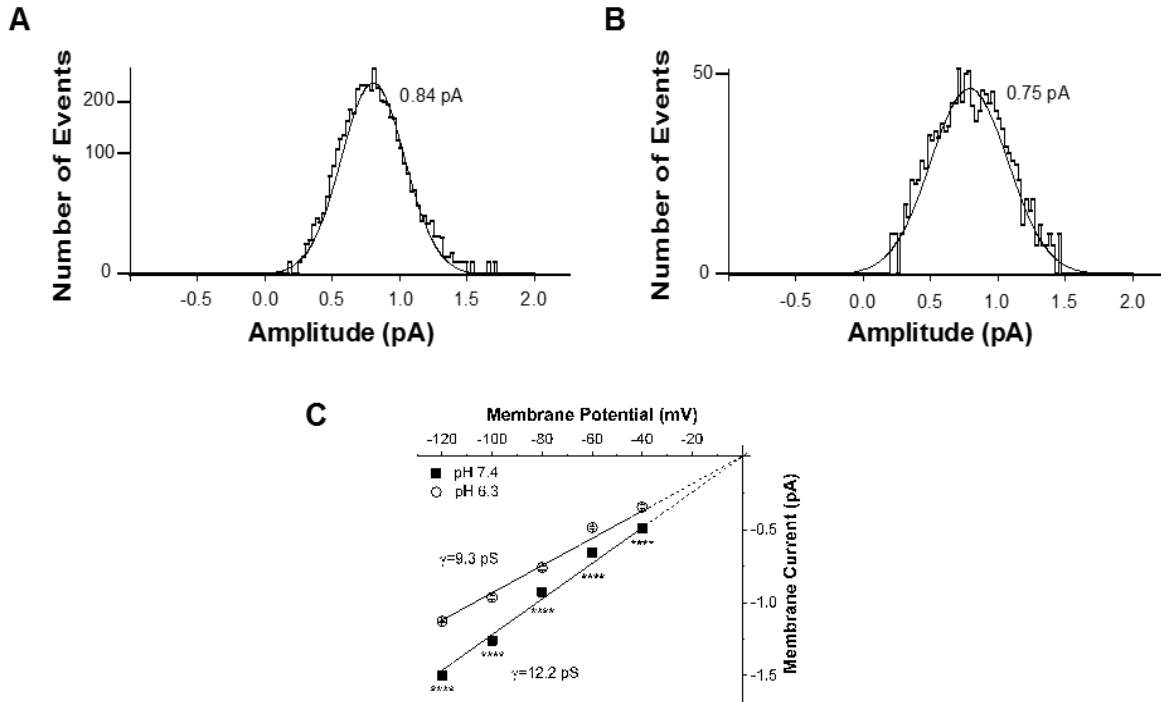 A
Number of Events
200
100
0
0.84 pA
-0.5 0.0 0.5 1.0 1.5 2.0
Amplitude (pA)
B
Number of Events
50
0
0.75 pA
-0.5 0.0 0.5 1.0 1.5 2.0
Amplitude (pA)
C
Membrane Potential (mV)
-120 -100 -80 -60 -40 -20
pH 7.4
pH 6.3
γ=9.3 pS
γ=12.2 pS
****
****
****
****
****
-0.5
-1.0
-1.5
Membrane Current (pA)